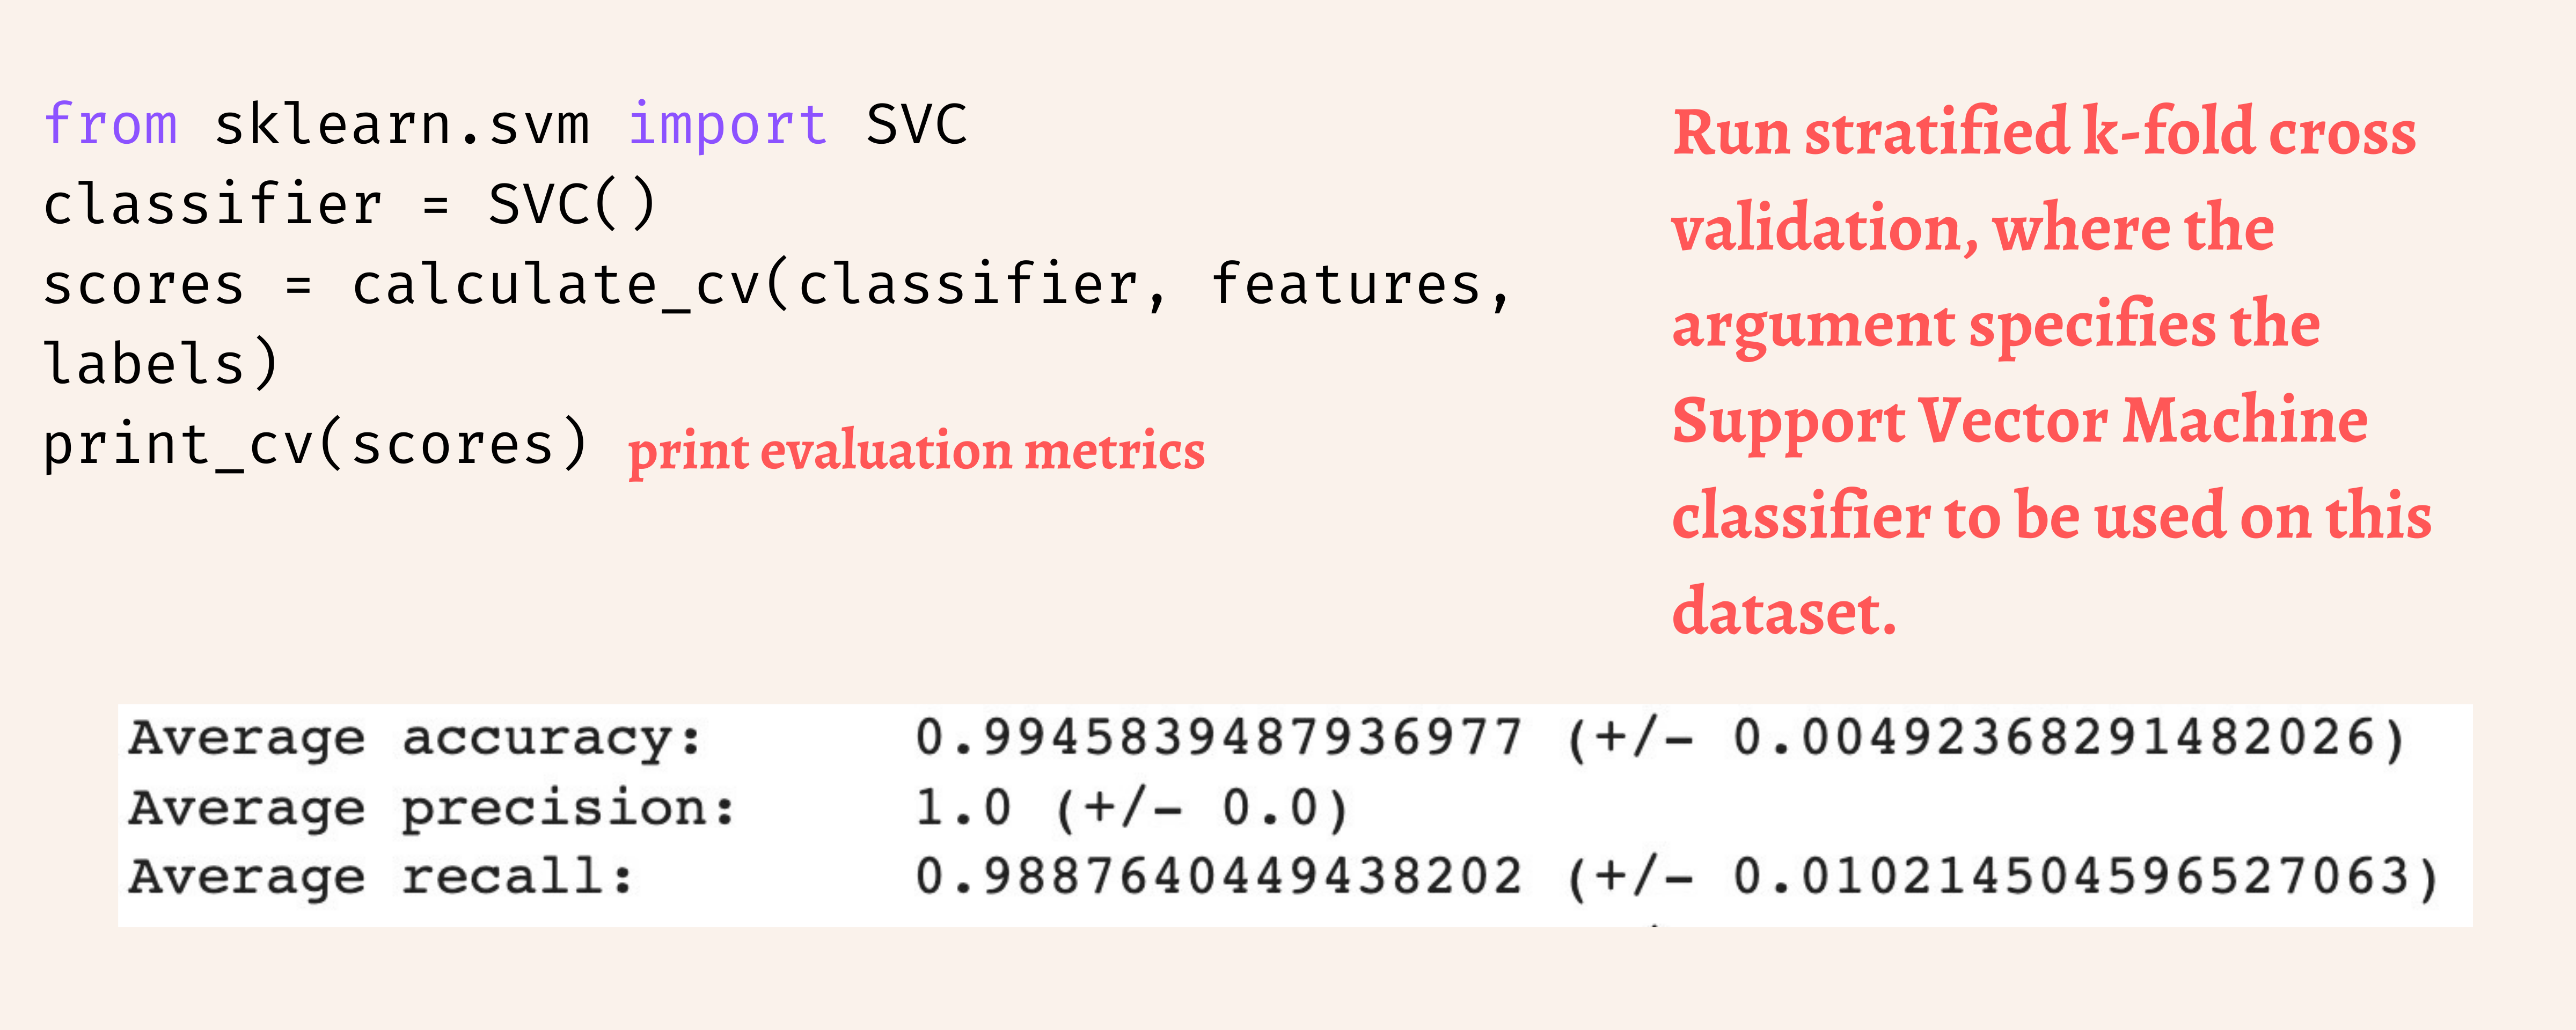 from sklearn.svm import SVC
classifier = SVC()
scores = calculate_cv(classifier, features,
labels)
print_cv(scores) print evaluation metrics
Run stratified k-fold cross
validation, where the
argument specifies the
Support Vector Machine
classifier to be used on this
dataset.
Average accuracy: 0.9945839487936977 (+/- 0.004923682914820​26)
Average precision: 1.0 (+/- 0.0)
Average recall: 0.9887640449438202 (+/- 0.010214504596527063)